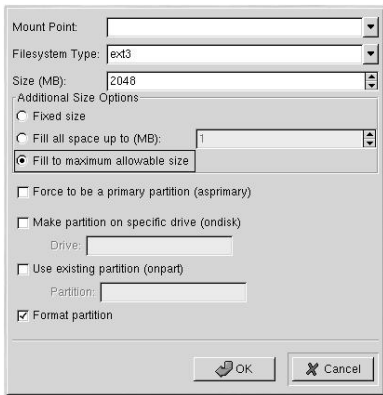 Mount Point:
Filesystem Type: ext3
Size (MB): 2048
Additional Size Options
Fixed size
Fill all space up to (MB): 1
Fill to maximum allowable size
Force to be a primary partition (asprimary)
Make partition on specific drive (ondisk)
Drive:
Use existing partition (onpart)
Partition:
Format partition
OK Cancel